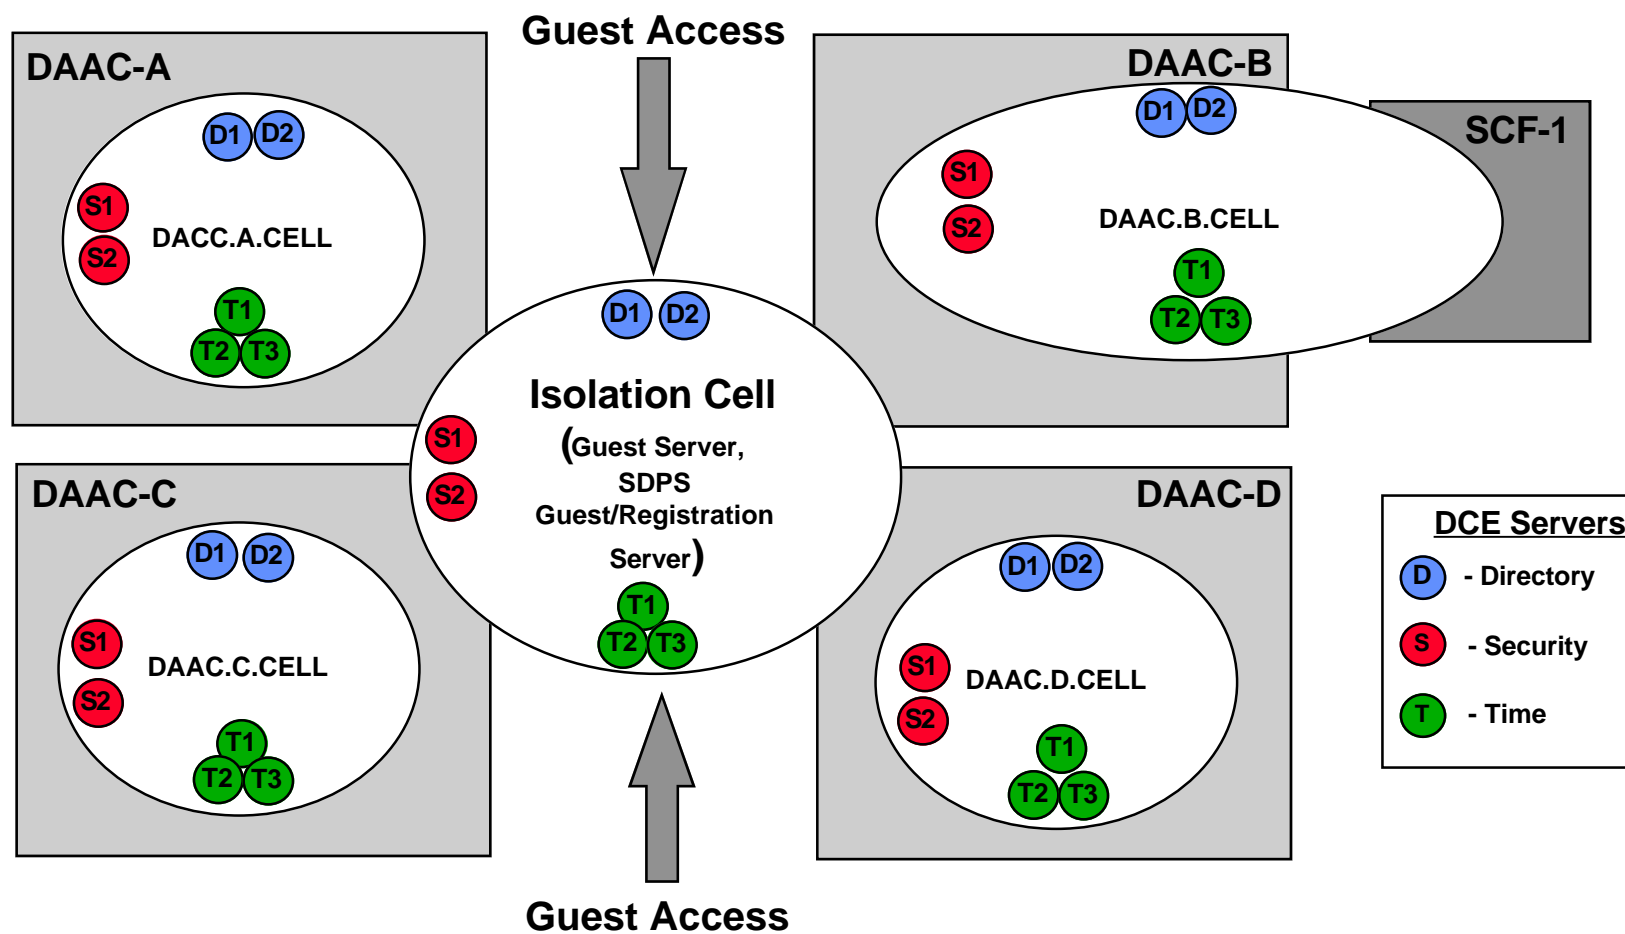 Guest Access
DAAC-A
D1 D2
S1
S2
DACC.A.CELL
T1
T2 T3
DAAC-B
SCF-1
D1 D2
S1
S2
DAAC.B.CELL
T1
T2 T3
D1 D2
Isolation Cell
(Guest Server,
SDPS
Guest/Registration
Server)
S1
S2
T1
T2 T3
DAAC-C
D1 D2
S1
S2
DAAC.C.CELL
T1
T2 T3
DAAC-D
D1 D2
S1
S2
DAAC.D.CELL
T1
T2 T3
DCE Servers
D - Directory
S - Security
T - Time
Guest Access